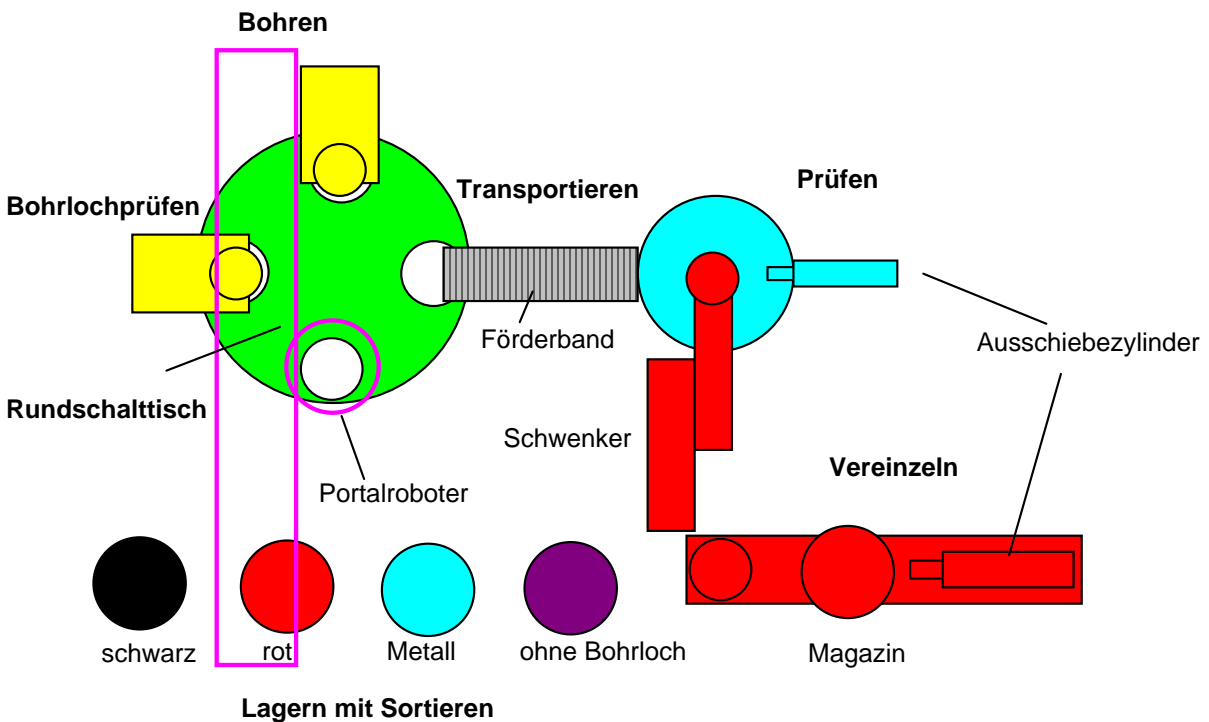 Bohren
Prüfen
Transportieren
Bohrlochprüfen
Förderband
Ausschiebezylinder
Rundschalttisch
Schwenker
Vereinzeln
Portalroboter
schwarz
rot
Metall
ohne Bohrloch
Magazin
Lagern mit Sortieren